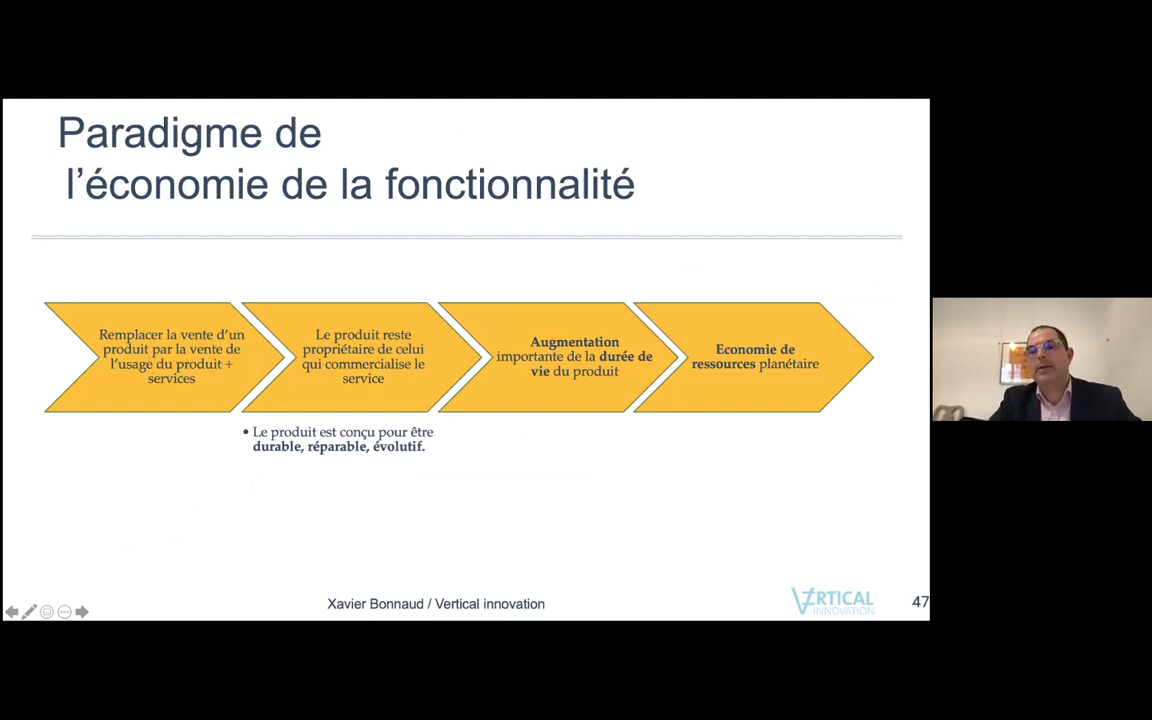 Paradigme de
l’économie de la fonctionnalité
Remplacer la vente d’un
produit par la vente de
l’usage du produit +
services
Le produit reste
propriétaire de celui
qui commercialise le
service
Augmentation
importante de la durée de
vie du produit
Economie de
ressources planétaire
• Le produit est conçu pour être
durable, réparable, évolutif.
Xavier Bonnaud / Vertical innovation
VERTICAL
INNOVATION
47